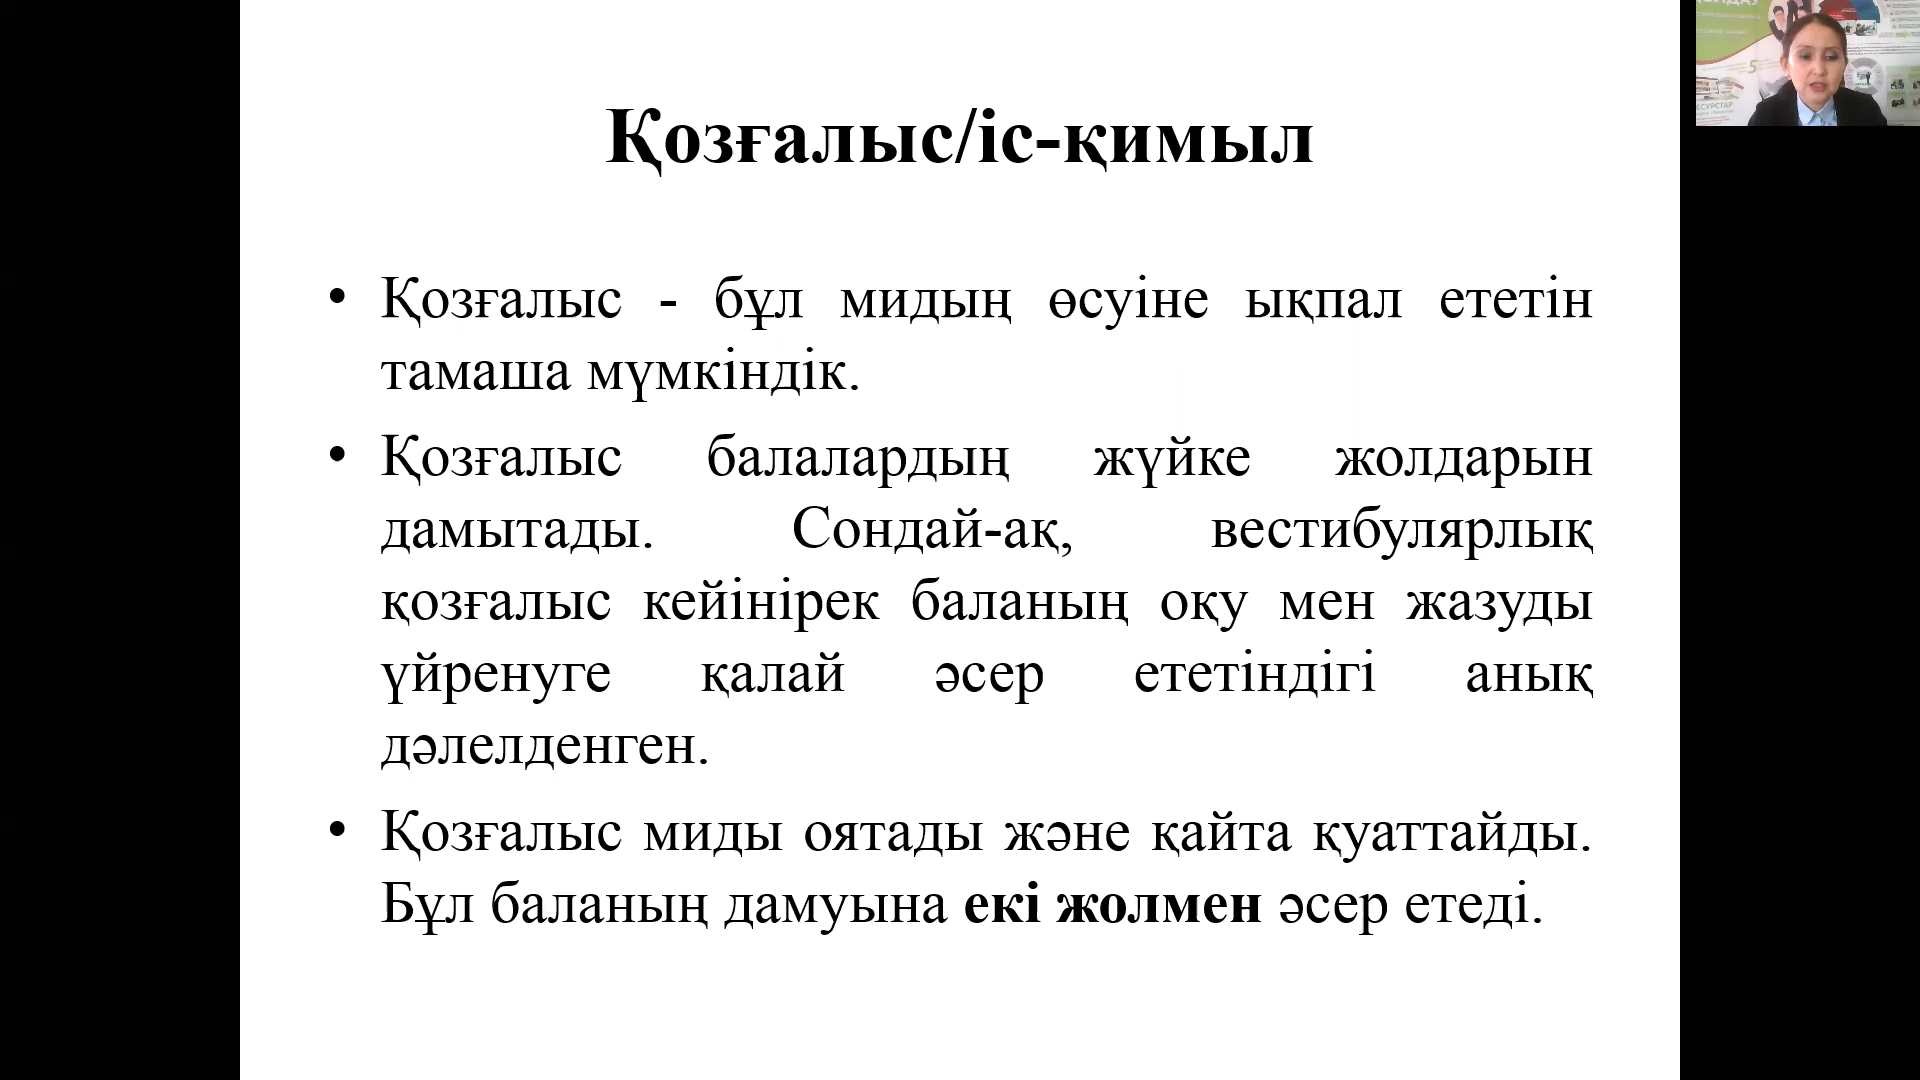 Қозғалыс/іс-қимыл
• Қозғалыс - бұл мидың өсуіне ықпал ететін
тамаша мүмкіндік.
• Қозғалыс балалардың жүйке жолдарын
дамытады. Сондай-ақ, вестибулярлық
қозғалыс кейінірек баланың оқу мен жазуды
үйренуге қалай әсер ететіндігі анық
дәлелденген.
• Қозғалыс миды оятады және қайта қуаттайды.
Бұл баланың дамуына екі жолмен әсер етеді.
5